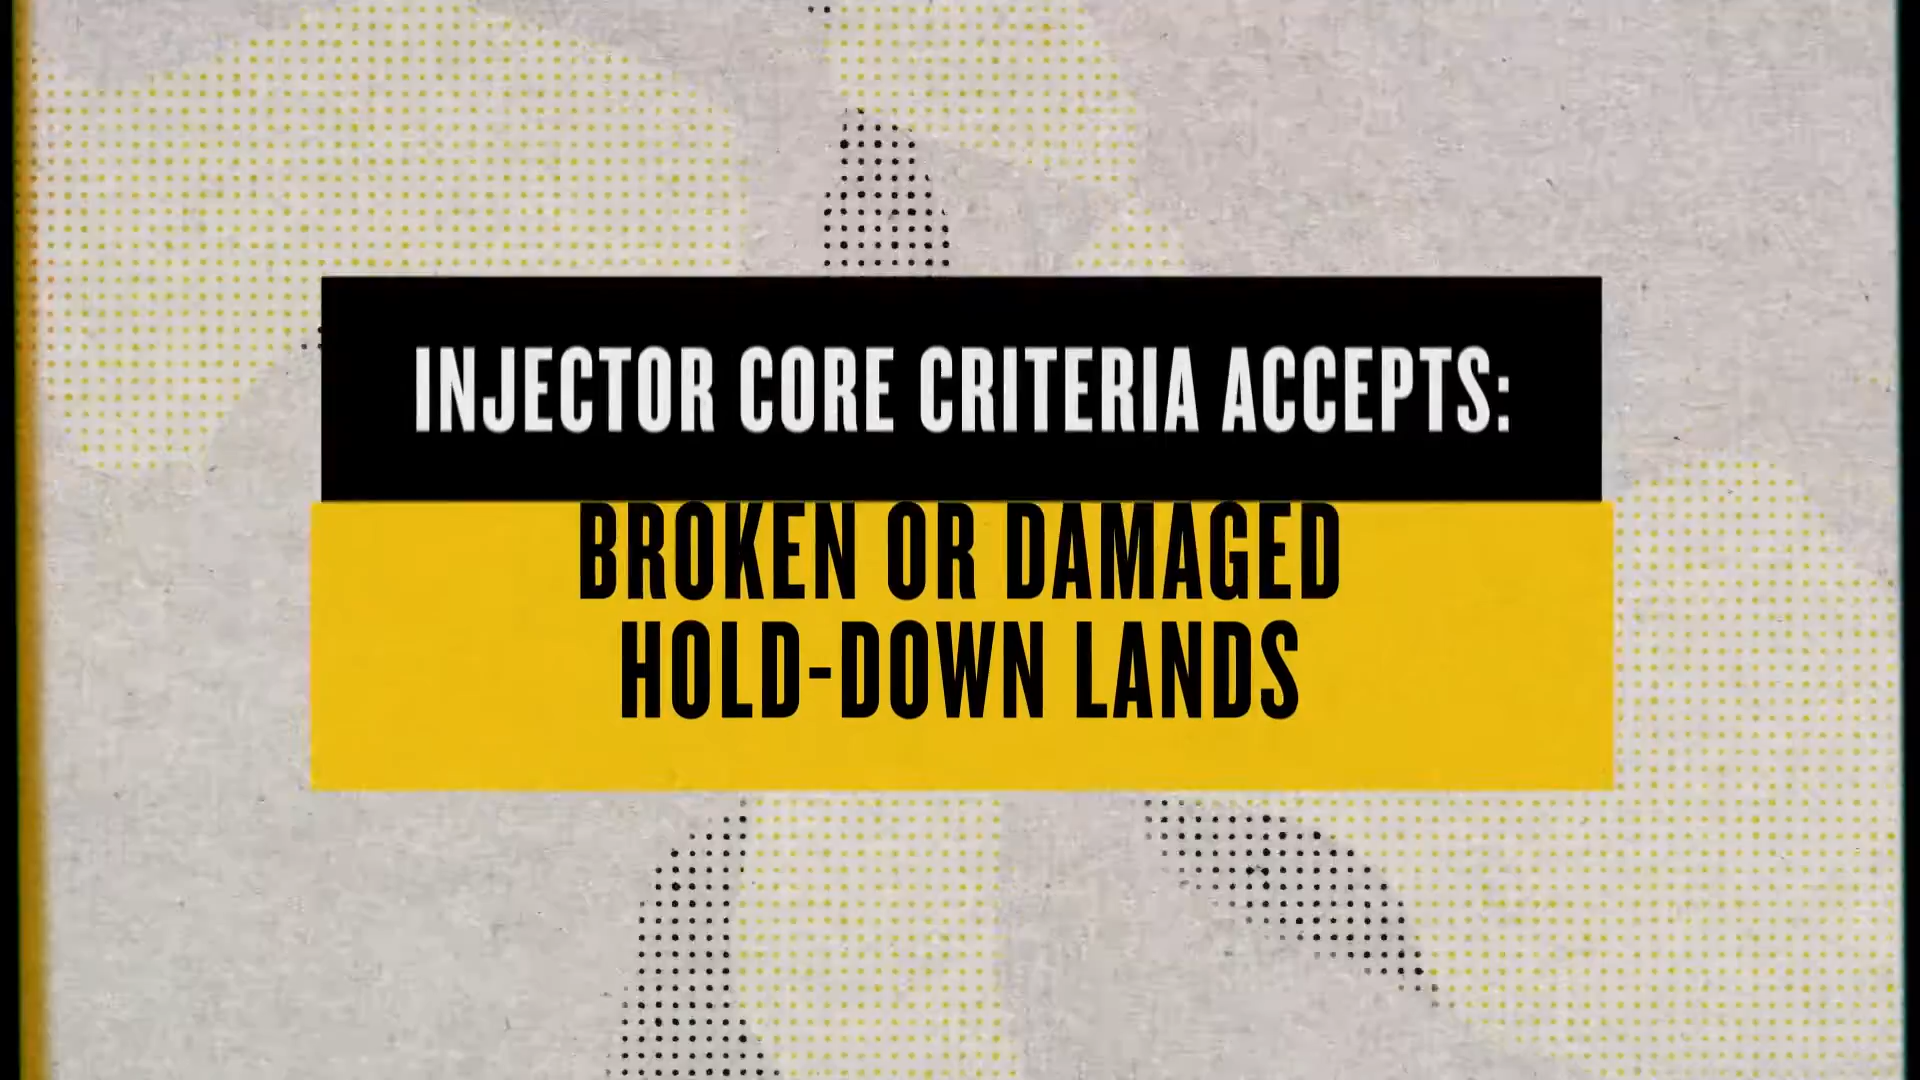 INJECTOR CORE CRITERIA ACCEPTS:
BROKEN OR DAMAGED
HOLD-DOWN LANDS